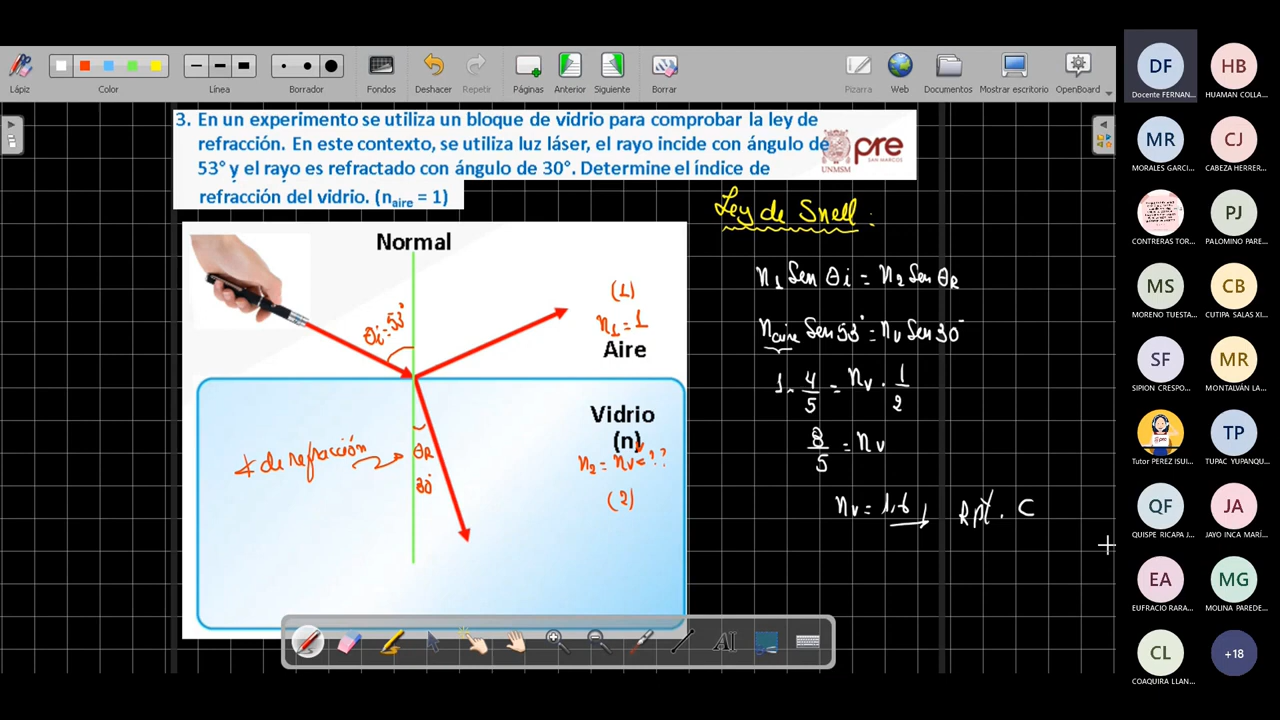 Lápiz
Color
Línea
Borrador
Fondos
Deshacer
Repetir
Páginas
Anterior
Siguiente
Borrar
Pizarra
Web
Documentos
Mostrar escritorio
OpenBoard
3. En un experimento se utiliza un bloque de vidrio para comprobar la ley de
refracción. En este contexto, se utiliza luz láser, el rayo incide con ángulo de
53° y el rayo es refractado con ángulo de 30°. Determine el índice de
refracción del vidrio. (naire = 1)
UNMSM
pre
SAN MARCOS
Normal
θi=53°
(1)
n1=1
Aire
Vidrio
(n)
n2 = nv=??
(2)
∡ de refracción
θR
30°
Ley de Snell:
n1 Sen θi = n2 Sen θR
naire Sen 53° = nv Sen 30°
1. 4/5 = nv . 1/2
8/5 = nv
nv = 1.6 Rpt. C
AI
DF
Docente FERNAN...
HB
HUAMAN COLLA...
MR
MORALES GARCI...
CJ
CABEZA HERRER...
CONTRERAS TOR...
PJ
PALOMINO PARE...
MS
MORENO TUESTA...
CB
CUTIPA SALAS XI...
SF
SIPION CRESPO...
MR
MONTALVÁN LA...
Tutor PEREZ ISUI...
TP
TUPAC YUPANQU...
QF
QUISPE RICAPA J...
JA
JAYO INCA MARÍ...
EA
EUFRACIO RARA...
MG
MOLINA PAREDE...
CL
COAQUIRA LLAN...
+18